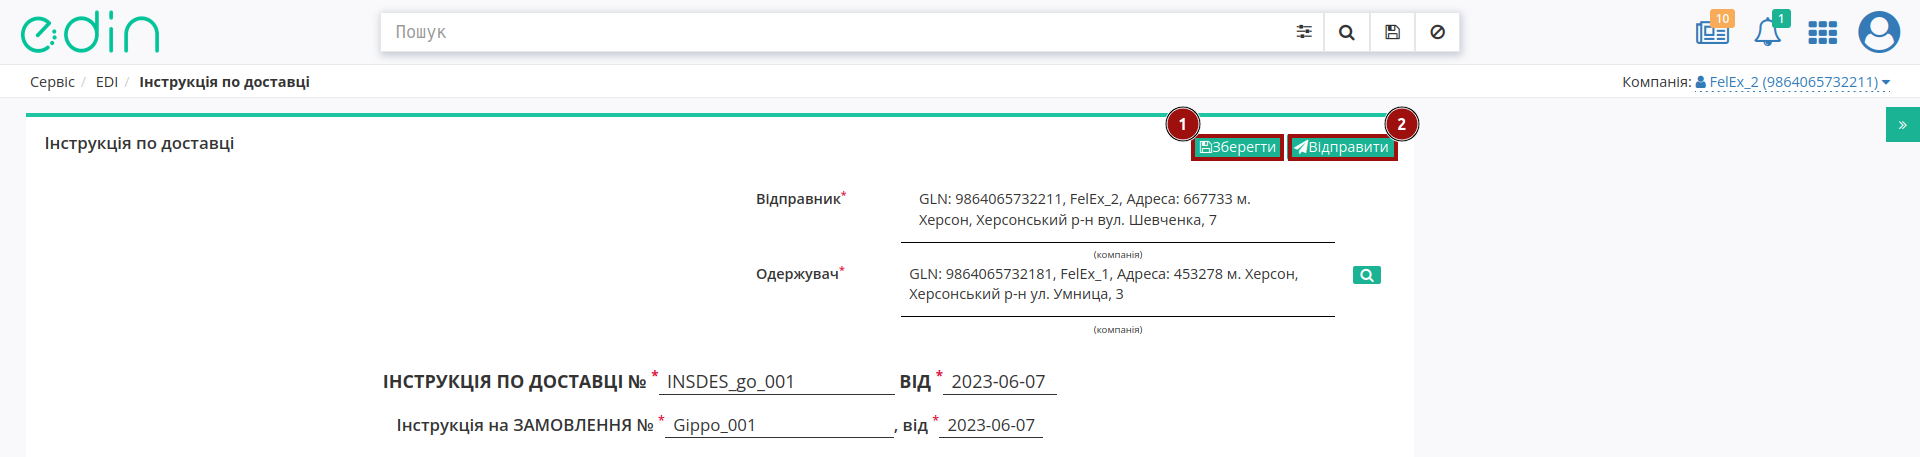 edin
Пошук
10
1
Сервіс / EDI / Інструкція по доставці
Компанія: FelEx_2 (9864065732211)
»
1
2
Інструкція по доставці
Зберегти
Відправити
Відправник*
GLN: 9864065732211, FelEx_2, Адреса: 667733 м.
Херсон, Херсонський р-н вул. Шевченка, 7
(компанія)
Одержувач*
GLN: 9864065732181, FelEx_1, Адреса: 453278 м. Херсон,
Херсонський р-н ул. Умница, 3
(компанія)
ІНСТРУКЦІЯ ПО ДОСТАВЦІ № * INSDES_go_001 ВІД * 2023-06-07
Інструкція на ЗАМОВЛЕННЯ № * Gippo_001 , від * 2023-06-07